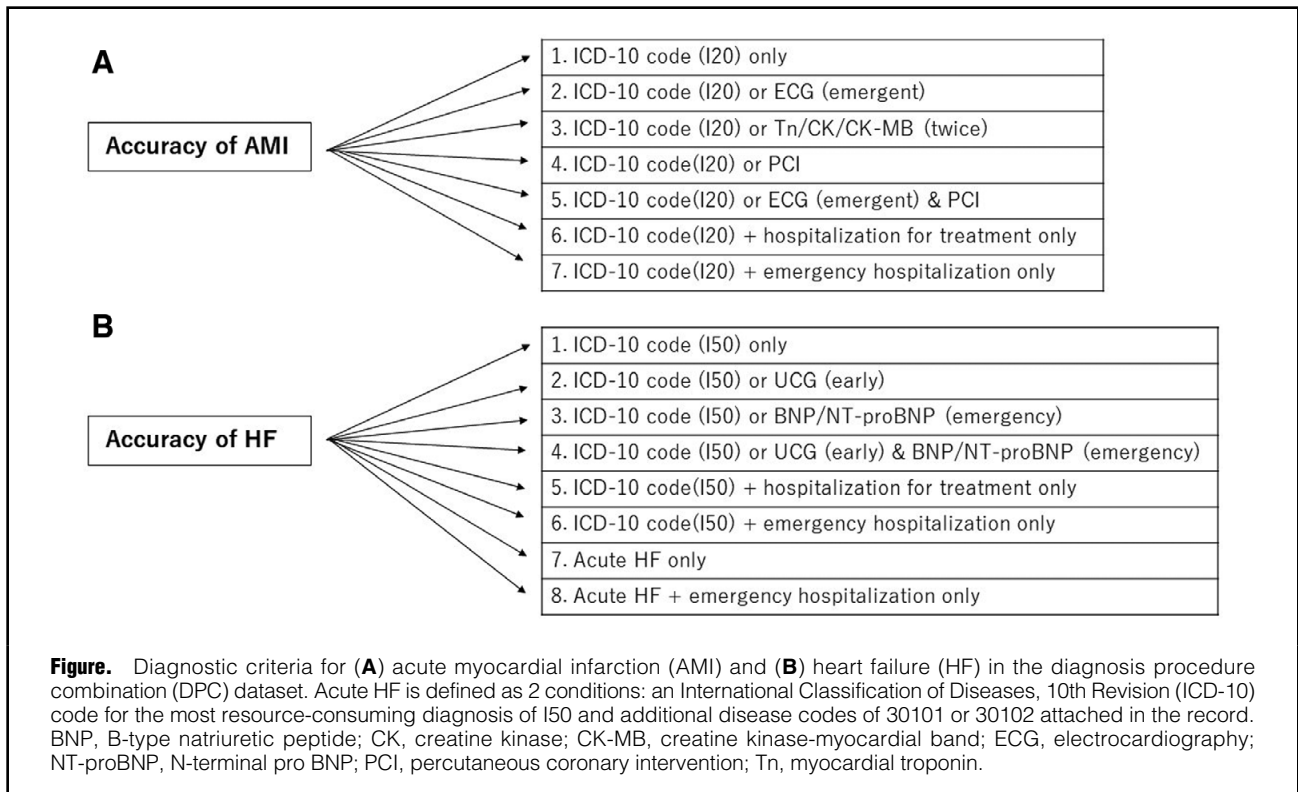 A
Accuracy of AMI
1. ICD-10 code (I20) only
2. ICD-10 code (I20) or ECG (emergent)
3. ICD-10 code (I20) or Tn/CK/CK-MB (twice)
4. ICD-10 code(I20) or PCI
5. ICD-10 code(I20) or ECG (emergent) & PCI
6. ICD-10 code(I20) + hospitalization for treatment only
7. ICD-10 code(I20) + emergency hospitalization only
B
Accuracy of HF
1. ICD-10 code (I50) only
2. ICD-10 code (I50) or UCG (early)
3. ICD-10 code (I50) or BNP/NT-proBNP (emergency)
4. ICD-10 code (I50) or UCG (early) & BNP/NT-proBNP (emergency)
5. ICD-10 code(I50) + hospitalization for treatment only
6. ICD-10 code(I50) + emergency hospitalization only
7. Acute HF only
8. Acute HF + emergency hospitalization only
Figure. Diagnostic criteria for (A) acute myocardial infarction (AMI) and (B) heart failure (HF) in the diagnosis procedure
combination (DPC) dataset. Acute HF is defined as 2 conditions: an International Classification of Diseases, 10th Revision (ICD-10)
code for the most resource-consuming diagnosis of I50 and additional disease codes of 30101 or 30102 attached in the record.
BNP, B-type natriuretic peptide; CK, creatine kinase; CK-MB, creatine kinase-myocardial band; ECG, electrocardiography;
NT-proBNP, N-terminal pro BNP; PCI, percutaneous coronary intervention; Tn, myocardial troponin.